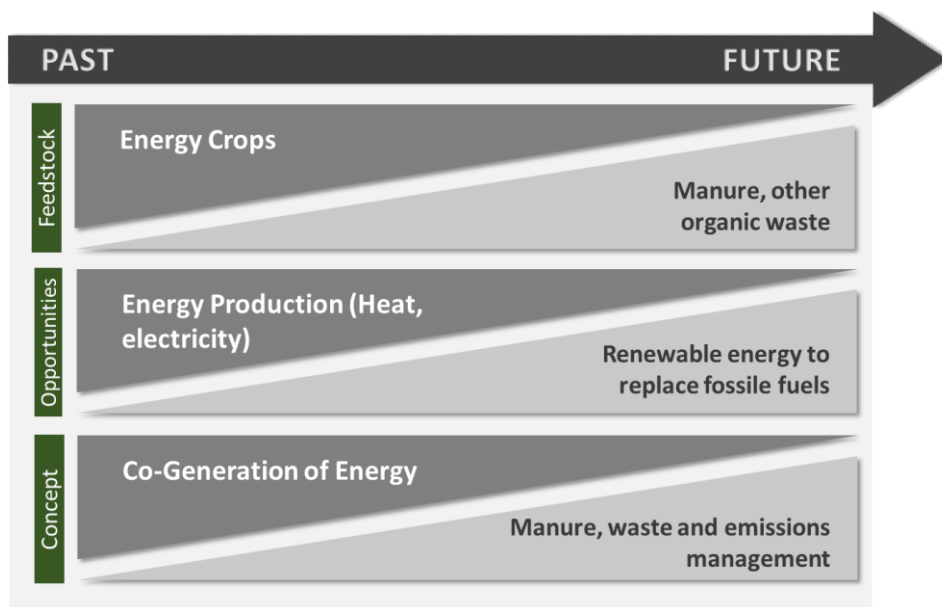 PAST
FUTURE
Feedstock
Energy Crops
Manure, other
organic waste
Opportunities
Energy Production (Heat,
electricity)
Renewable energy to
replace fossile fuels
Concept
Co-Generation of Energy
Manure, waste and emissions
management